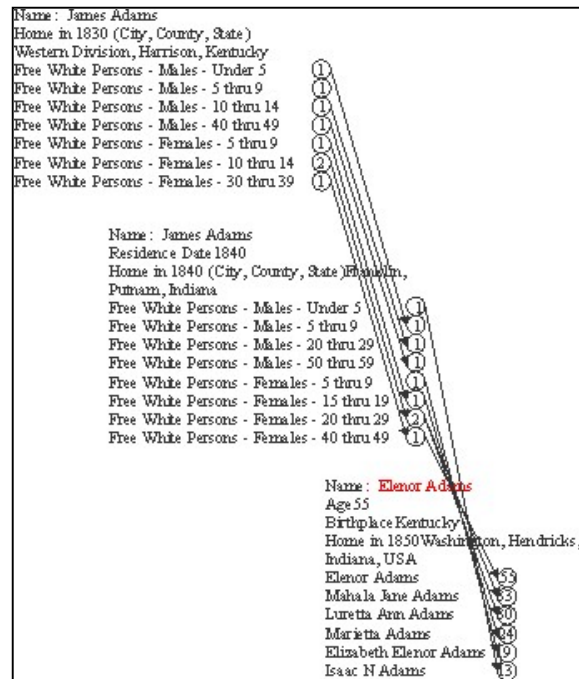 Name: James Adams
Home in 1830 (City, County, State)
Western Division, Harrison, Kentucky
Free White Persons - Males - Under 5 1
Free White Persons - Males - 5 thru 9 1
Free White Persons - Males - 10 thru 14 1
Free White Persons - Males - 40 thru 49 1
Free White Persons - Females - 5 thru 9 1
Free White Persons - Females - 10 thru 14 2
Free White Persons - Females - 30 thru 39 1
Name: James Adams
Residence Date 1840
Home in 1840 (City, County, State)Franklin,
Putnam, Indiana
Free White Persons - Males - Under 5 1
Free White Persons - Males - 5 thru 9 1
Free White Persons - Males - 20 thru 29 1
Free White Persons - Males - 50 thru 59 1
Free White Persons - Females - 5 thru 9 1
Free White Persons - Females - 15 thru 19 1
Free White Persons - Females - 20 thru 29 2
Free White Persons - Females - 40 thru 49 1
Name: Elenor Adams
Age 55
Birthplace Kentucky
Home in 1850Washington, Hendricks,
Indiana, USA
Elenor Adams 55
Mahala Jane Adams 33
Luretta Ann Adams 30
Marietta Adams 24
Elizabeth Elenor Adams 19
Isaac N Adams 13